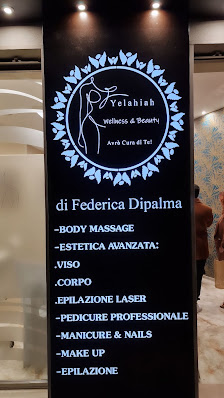 Yelahiah
Wellness & Beauty
Avrò Cura di Te!
di Federica Dipalma
-BODY MASSAGE
-ESTETICA AVANZATA:
.VISO
.CORPO
.EPILAZIONE LASER
-PEDICURE PROFESSIONALE
-MANICURE & NAILS
-MAKE UP
-EPILAZIONE